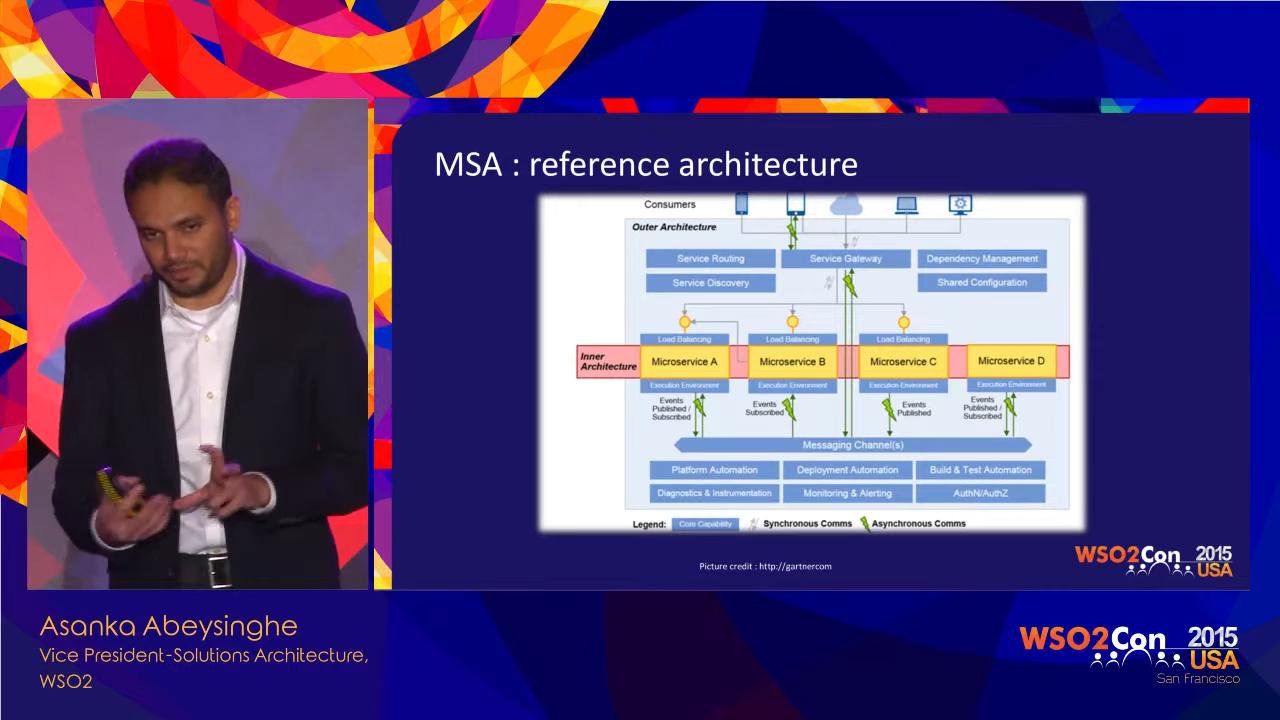 MSA : reference architecture
Consumers
Outer Architecture
Service Routing
Service Gateway
Dependency Management
Service Discovery
Shared Configuration
Load Balancing
Load Balancing
Load Balancing
Inner
Architecture
Microservice A
Microservice B
Microservice C
Microservice D
Execution Environment
Execution Environment
Execution Environment
Execution Environment
Events
Published /
Subscribed
Events
Subscribed
Events
Published
Events
Published /
Subscribed
Messaging Channel(s)
Platform Automation
Deployment Automation
Build & Test Automation
Diagnostics & Instrumentation
Monitoring & Alerting
AuthN/AuthZ
Legend:
Core Capability
Synchronous Comms
Asynchronous Comms
Picture credit : http://gartnercom
WSO2Con 2015
USA
Asanka Abeysinghe
Vice President-Solutions Architecture,
WSO2
WSO2Con 2015
USA
San Francisco